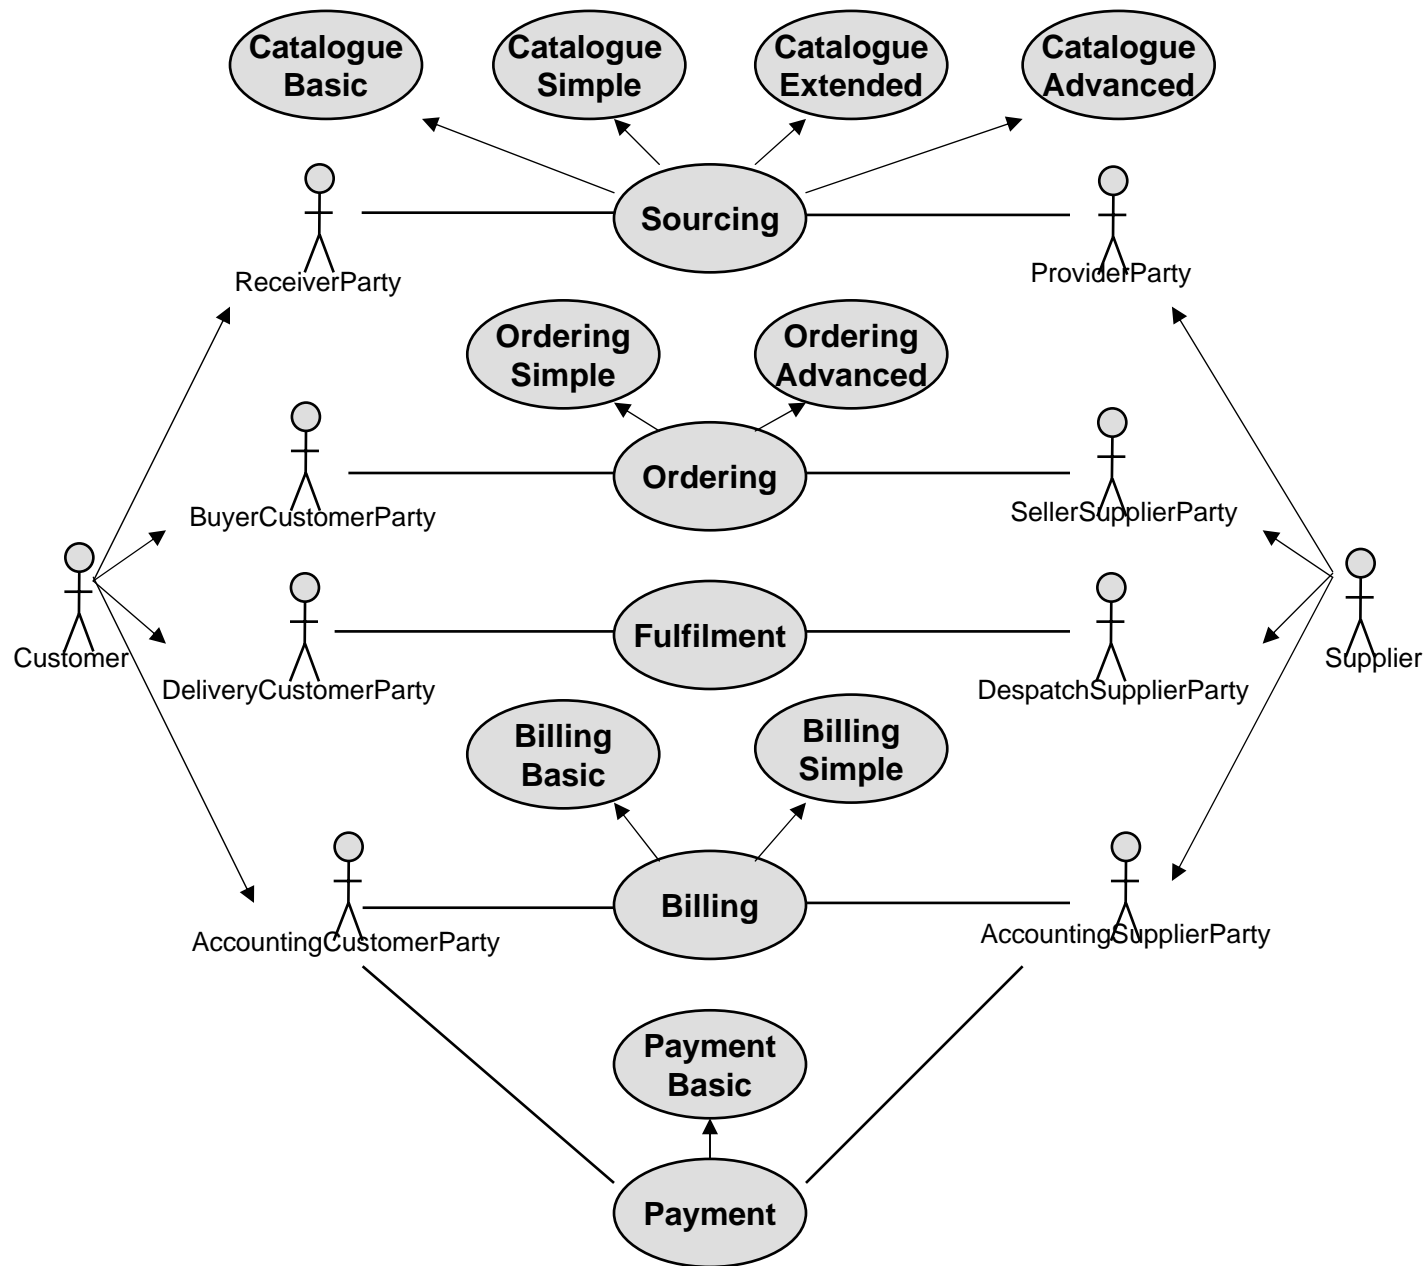 Catalogue
Basic
Catalogue
Simple
Catalogue
Extended
Catalogue
Advanced
Sourcing
ReceiverParty
ProviderParty
Ordering
Simple
Ordering
Advanced
Ordering
BuyerCustomerParty
SellerSupplierParty
Fulfilment
Customer
Supplier
DeliveryCustomerParty
DespatchSupplierParty
Billing
Basic
Billing
Simple
Billing
AccountingCustomerParty
AccountingSupplierParty
Payment
Basic
Payment